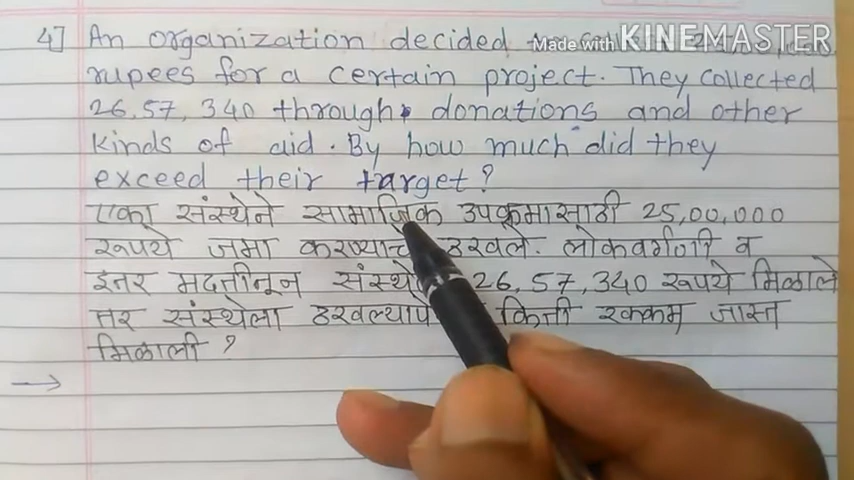 Made with KINEMASTER
4] An organization decided
rupees for a certain project. They collected
26,57,340 through donations and other
kinds of aid. By how much did they
exceed their target?
एका संस्थेने सामाजिक उपक्रमासाठी 25,00,000
रूपये जमा ठरवले. लोकवर्गणी व
इतर मदतीतून 26,57,340 रूपये मिळाले
तर संस्थेला किती रक्कम जास्त
मिळाली ?
→